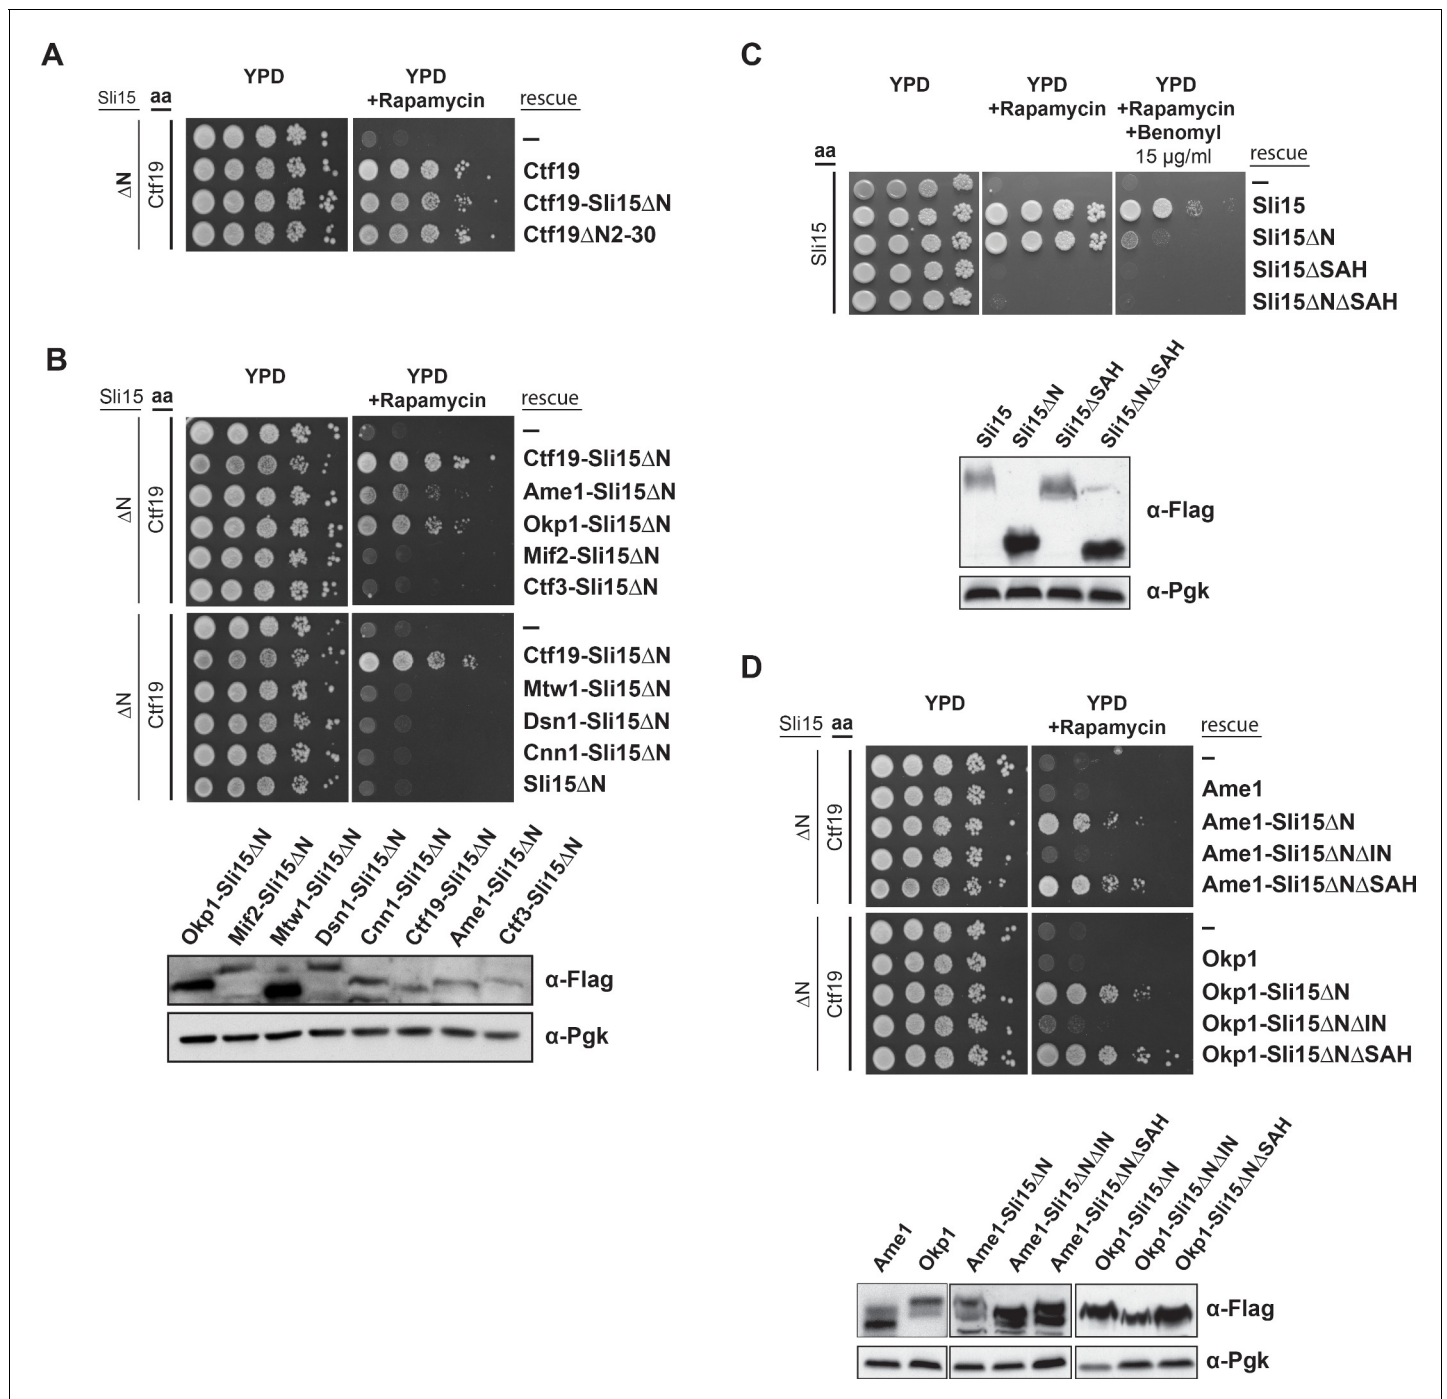 A
YPD
YPD
+Rapamycin
Sli15 aa rescue
ΔN
Ctf19
–
Ctf19
Ctf19-Sli15ΔN
Ctf19ΔN2-30
B
YPD
YPD
+Rapamycin
Sli15 aa rescue
ΔN
Ctf19
–
Ctf19-Sli15ΔN
Ame1-Sli15ΔN
Okp1-Sli15ΔN
Mif2-Sli15ΔN
Ctf3-Sli15ΔN
ΔN
Ctf19
–
Ctf19-Sli15ΔN
Mtw1-Sli15ΔN
Dsn1-Sli15ΔN
Cnn1-Sli15ΔN
Sli15ΔN
Okp1-Sli15ΔN
Mif2-Sli15ΔN
Mtw1-Sli15ΔN
Dsn1-Sli15ΔN
Cnn1-Sli15ΔN
Ctf19-Sli15ΔN
Ame1-Sli15ΔN
Ctf3-Sli15ΔN
α-Flag
α-Pgk
C
YPD
YPD
+Rapamycin
YPD
+Rapamycin
+Benomyl
15 µg/ml
aa rescue
Sli15
–
Sli15
Sli15ΔN
Sli15ΔSAH
Sli15ΔNΔSAH
Sli15
Sli15ΔN
Sli15ΔSAH
Sli15ΔNΔSAH
α-Flag
α-Pgk
D
YPD
YPD
+Rapamycin
Sli15 aa rescue
ΔN
Ctf19
–
Ame1
Ame1-Sli15ΔN
Ame1-Sli15ΔNΔIN
Ame1-Sli15ΔNΔSAH
ΔN
Ctf19
–
Okp1
Okp1-Sli15ΔN
Okp1-Sli15ΔNΔIN
Okp1-Sli15ΔNΔSAH
Ame1
Okp1
Ame1-Sli15ΔN
Ame1-Sli15ΔNΔIN
Ame1-Sli15ΔNΔSAH
Okp1-Sli15ΔN
Okp1-Sli15ΔNΔIN
Okp1-Sli15ΔNΔSAH
α-Flag
α-Pgk